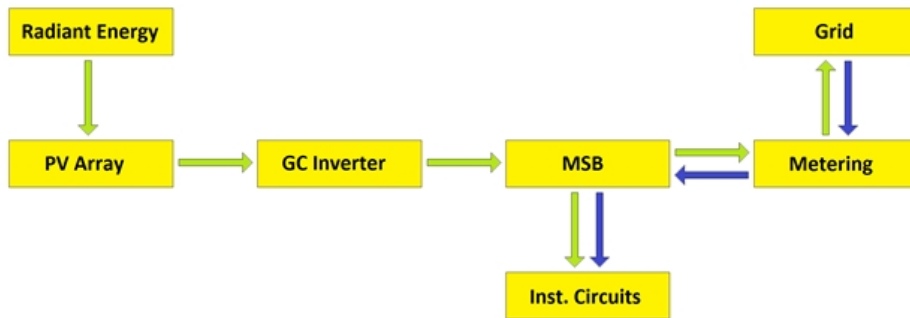 Radiant Energy
Grid
PV Array
GC Inverter
MSB
Metering
Inst. Circuits